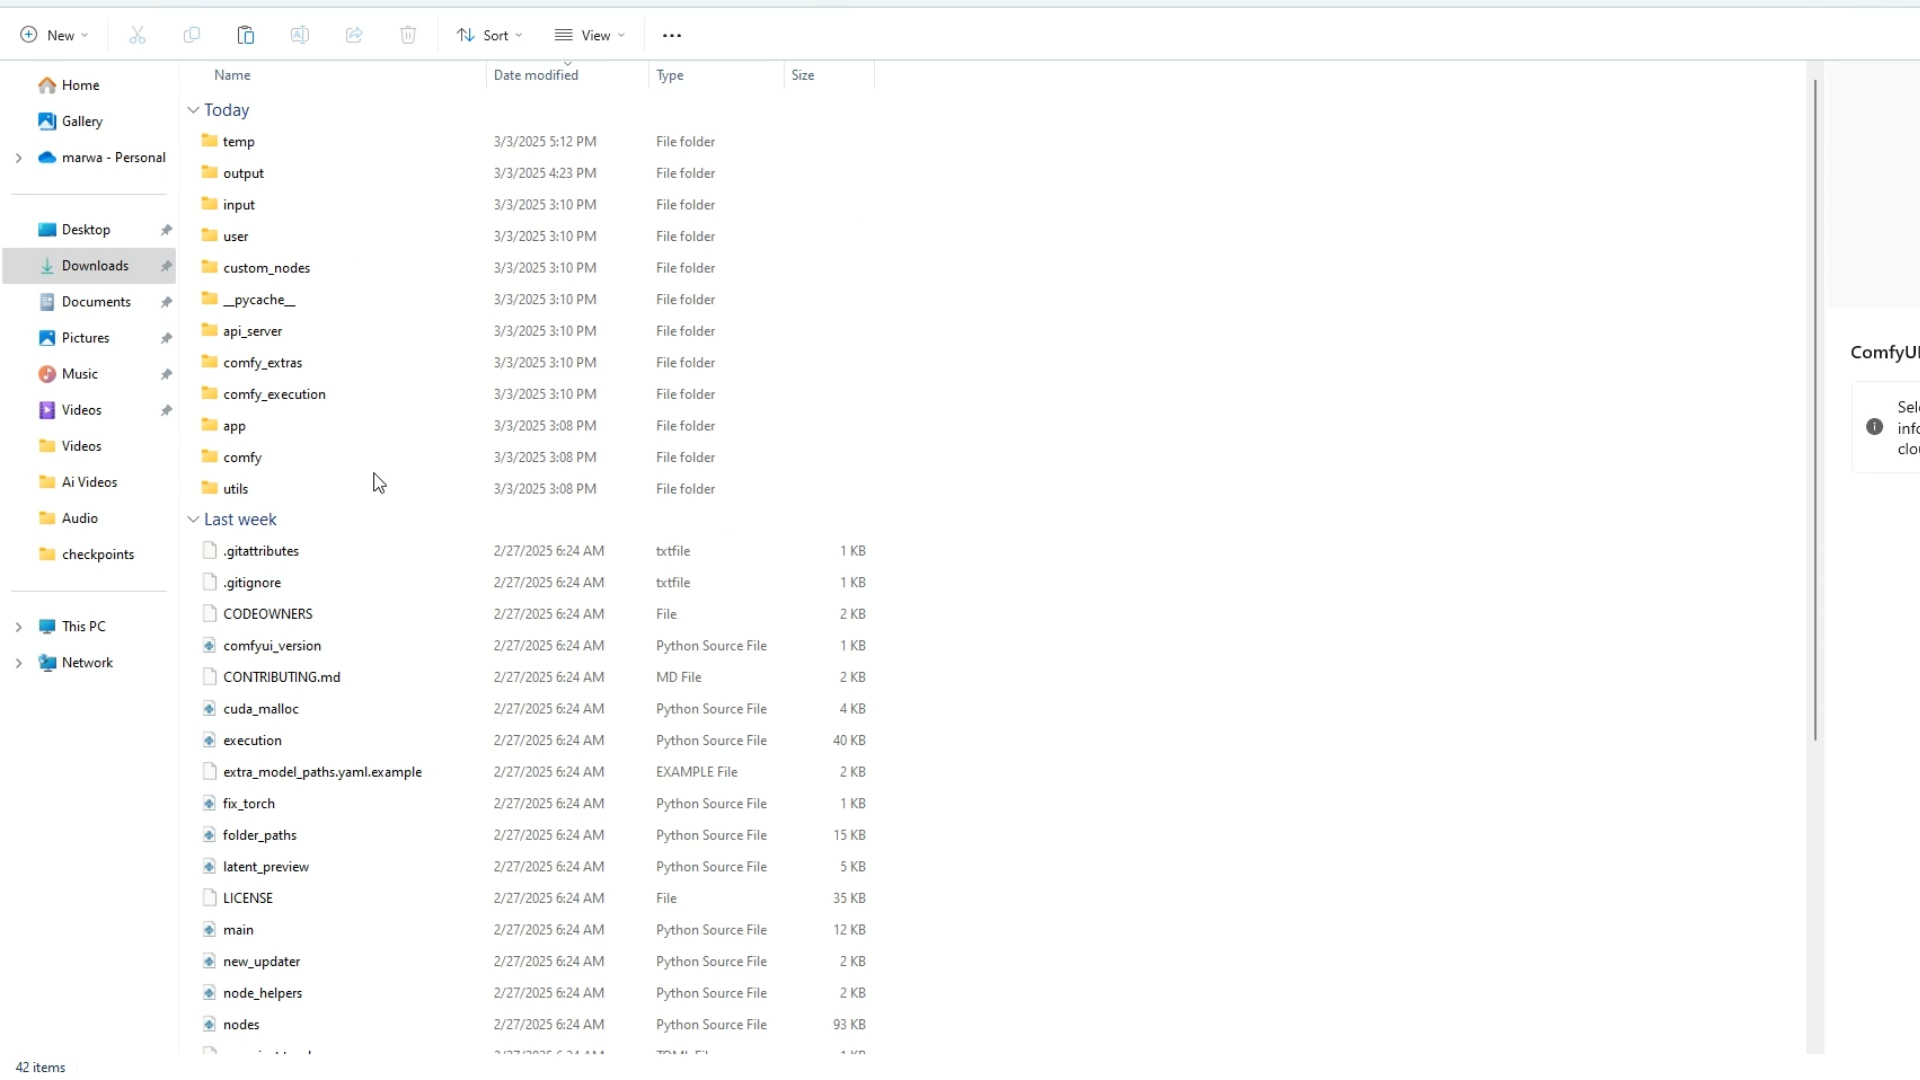 New
Sort
View
Name Date modified Type Size
Home
Gallery
marwa - Personal
Desktop
Downloads
Documents
Pictures
Music
Videos
Videos
Ai Videos
Audio
checkpoints
This PC
Network
Today
temp 3/3/2025 5:12 PM File folder
output 3/3/2025 4:23 PM File folder
input 3/3/2025 3:10 PM File folder
user 3/3/2025 3:10 PM File folder
custom_nodes 3/3/2025 3:10 PM File folder
__pycache__ 3/3/2025 3:10 PM File folder
api_server 3/3/2025 3:10 PM File folder
comfy_extras 3/3/2025 3:10 PM File folder
comfy_execution 3/3/2025 3:10 PM File folder
app 3/3/2025 3:08 PM File folder
comfy 3/3/2025 3:08 PM File folder
utils 3/3/2025 3:08 PM File folder
Last week
.gitattributes 2/27/2025 6:24 AM txtfile 1 KB
.gitignore 2/27/2025 6:24 AM txtfile 1 KB
CODEOWNERS 2/27/2025 6:24 AM File 2 KB
comfyui_version 2/27/2025 6:24 AM Python Source File 1 KB
CONTRIBUTING.md 2/27/2025 6:24 AM MD File 2 KB
cuda_malloc 2/27/2025 6:24 AM Python Source File 4 KB
execution 2/27/2025 6:24 AM Python Source File 40 KB
extra_model_paths.yaml.example 2/27/2025 6:24 AM EXAMPLE File 2 KB
fix_torch 2/27/2025 6:24 AM Python Source File 1 KB
folder_paths 2/27/2025 6:24 AM Python Source File 15 KB
latent_preview 2/27/2025 6:24 AM Python Source File 5 KB
LICENSE 2/27/2025 6:24 AM File 35 KB
main 2/27/2025 6:24 AM Python Source File 12 KB
new_updater 2/27/2025 6:24 AM Python Source File 2 KB
node_helpers 2/27/2025 6:24 AM Python Source File 2 KB
nodes 2/27/2025 6:24 AM Python Source File 93 KB
ComfyUI
Sele
info
clou
42 items